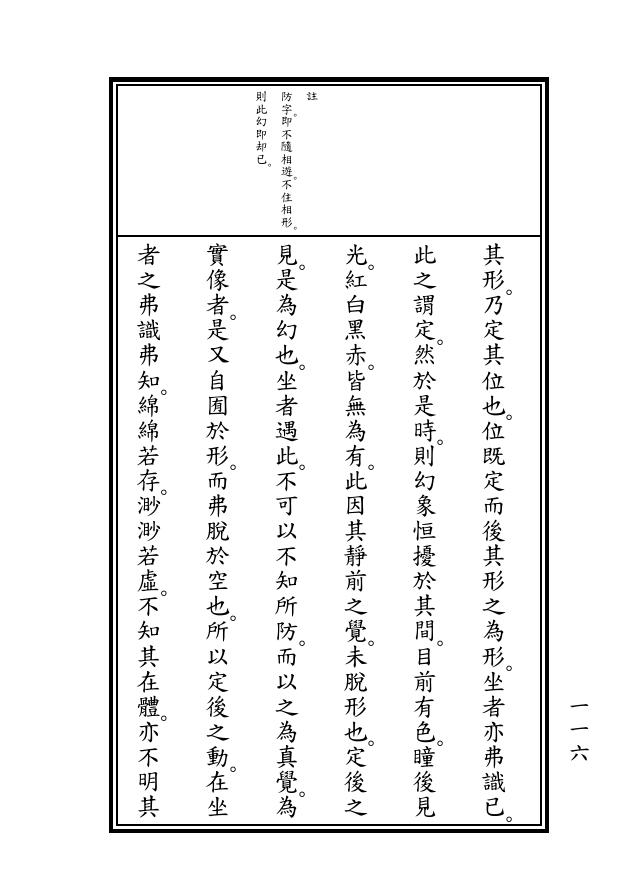 註
防字。即不隨相遊。不住相形。
則此幻即却已。
其形。乃定其位也。位既定而後其形之為形。坐者亦弗識已。
此之謂定。然於是時。則幻象恒擾於其間。目前有色。瞳後見
光。紅白黑赤。皆無為有。此因其靜前之覺。未脫形也。定後之
見。是為幻也。坐者遇此。不可以不知所防。而以之為真覺。為
實像者。是又自囿於形。而弗脫於空也。所以定後之動。在坐
者之弗識弗知。綿綿若存。渺渺若虛。不知其在體。亦不明其
一一六